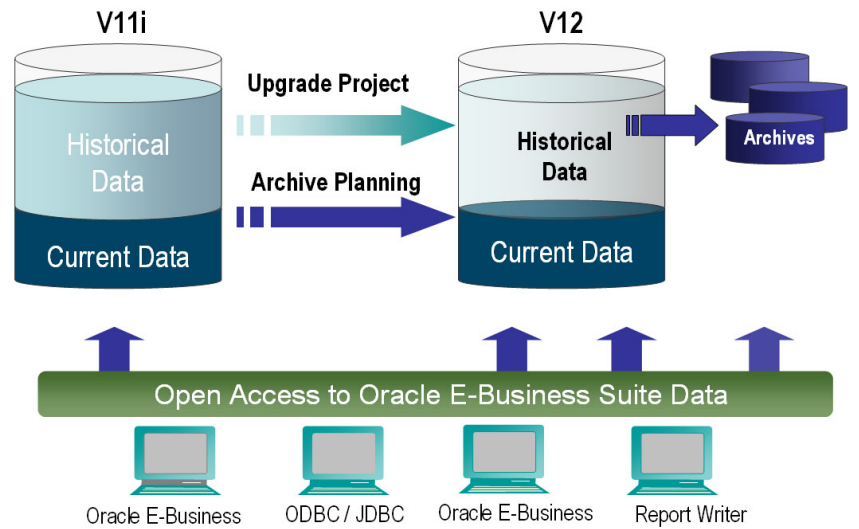 V11i
V12
Upgrade Project
Historical
Data
Historical
Data
Archives
Archive Planning
Current Data
Current Data
Open Access to Oracle E-Business Suite Data
Oracle E-Business
ODBC / JDBC
Oracle E-Business
Report Writer